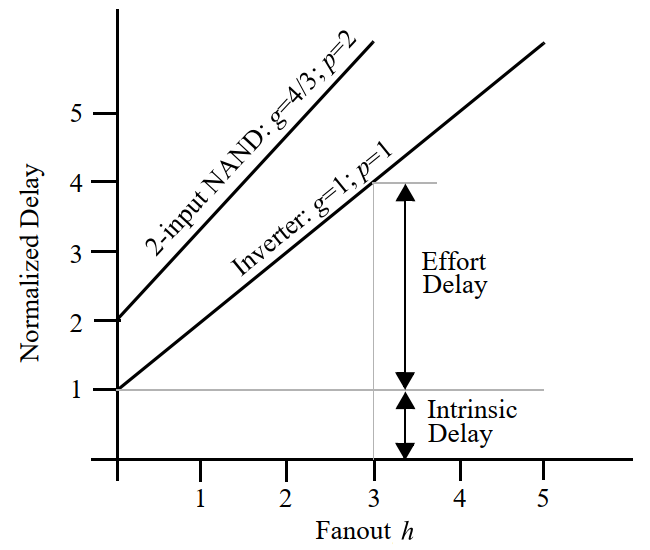 Normalized Delay
5
4
3
2
1
2-input NAND: g=4/3; p=2
Inverter: g=1; p=1
Effort
Delay
Intrinsic
Delay
1
2
3
4
5
Fanout h